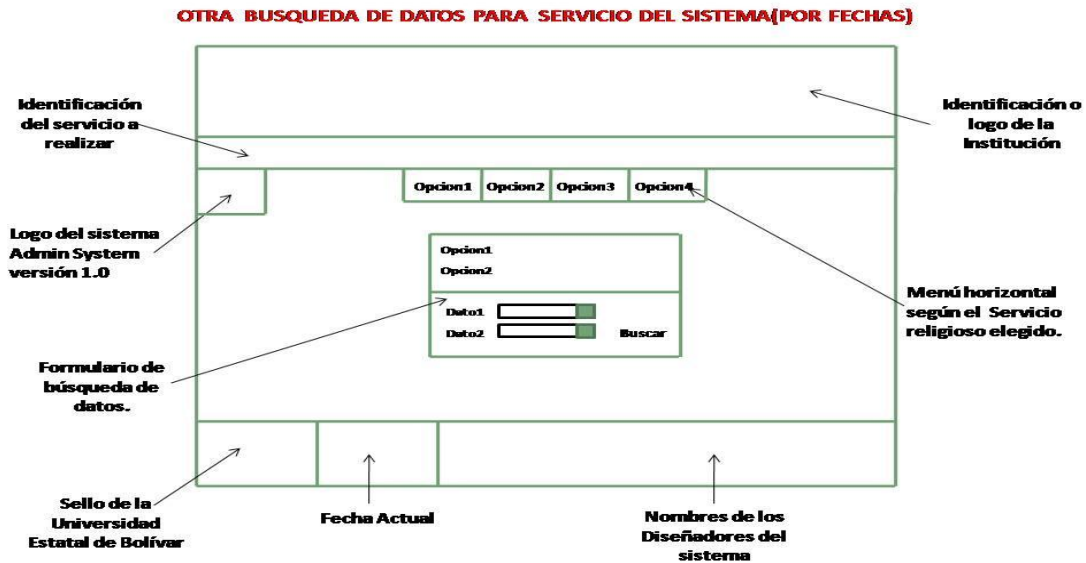 OTRA BUSQUEDA DE DATOS PARA SERVICIO DEL SISTEMA(POR FECHAS)
Identificación
del servicio a
realizar
Identificación o
logo de la
Institución
Opcion1 Opcion2 Opcion3 Opcion4
Logo del sistema
Admin System
versión 1.0
Opcion1
Opcion2
Dato1
Dato2 Buscar
Menú horizontal
según el Servicio
religioso elegido.
Formulario de
búsqueda de
datos.
Sello de la
Universidad
Estatal de Bolívar
Fecha Actual
Nombres de los
Diseñadores del
sistema